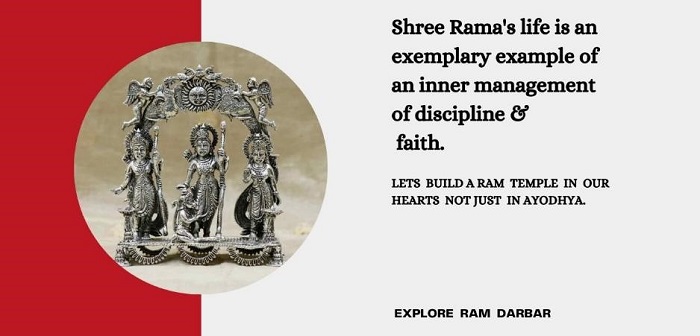 Shree Rama's life is an
exemplary example of
an inner management
of discipline &
faith.
LETS BUILD A RAM TEMPLE IN OUR
HEARTS NOT JUST IN AYODHYA.
EXPLORE RAM DARBAR